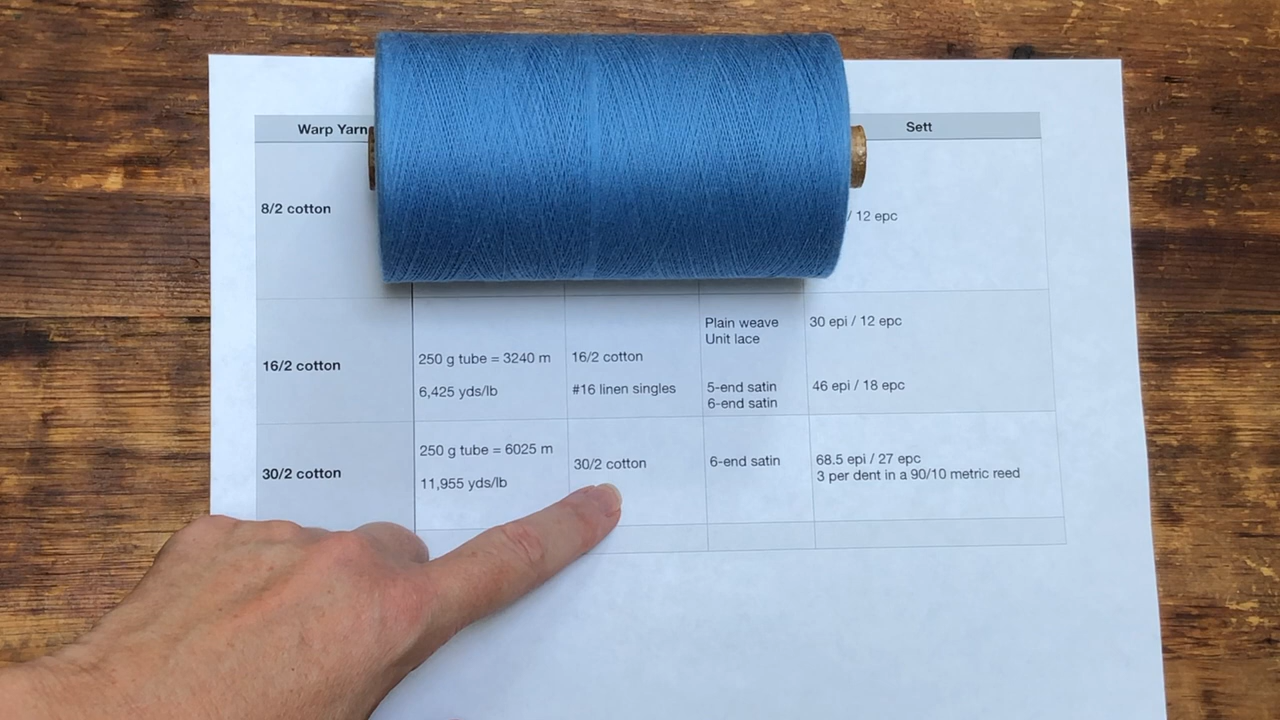 Warp Yarn
Sett
8/2 cotton
/ 12 epc
16/2 cotton
250 g tube = 3240 m
6,425 yds/lb
16/2 cotton
#16 linen singles
Plain weave
Unit lace
5-end satin
6-end satin
30 epi / 12 epc
46 epi / 18 epc
30/2 cotton
250 g tube = 6025 m
11,955 yds/lb
30/2 cotton
6-end satin
68.5 epi / 27 epc
3 per dent in a 90/10 metric reed